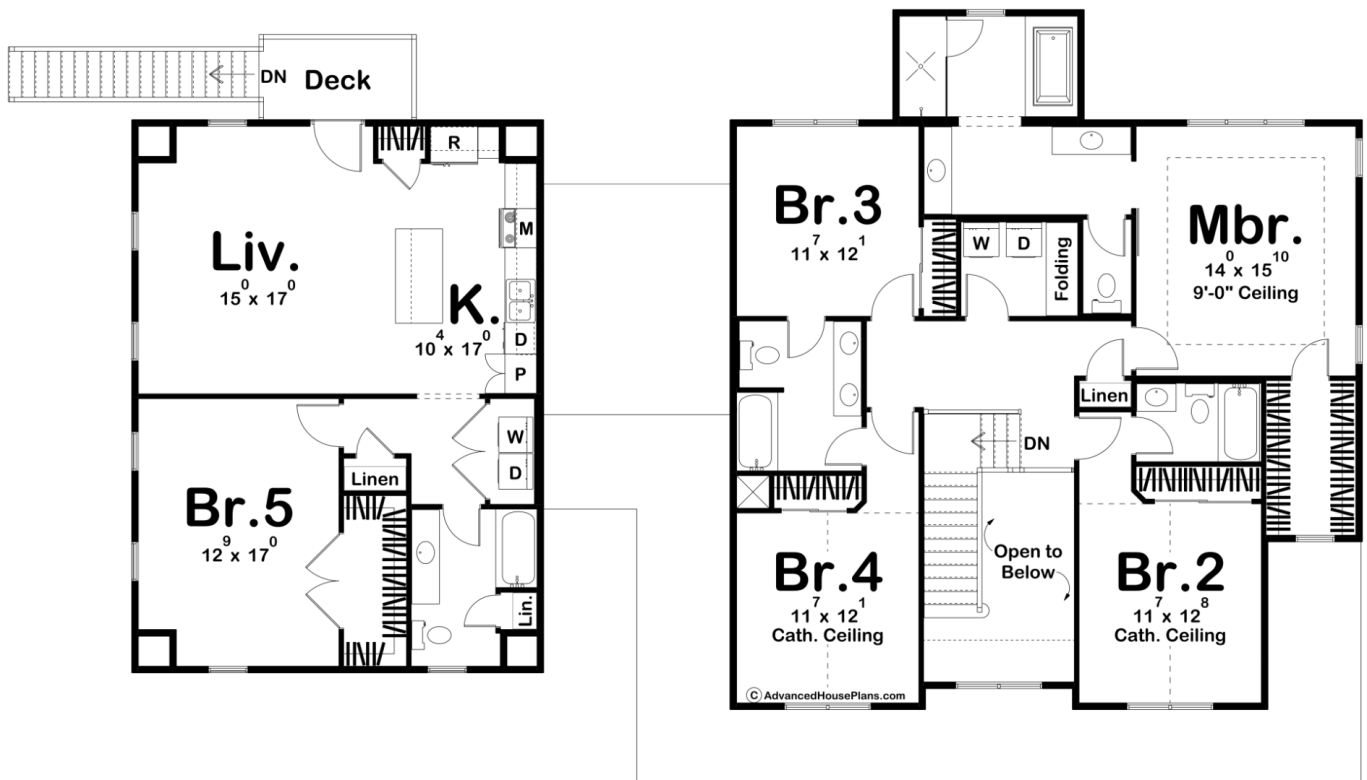 DN
Deck
R
Liv.
15⁰ x 17⁰
M
K.
10⁴ x 17⁰
D
P
W
D
Linen
Br.5
12⁹ x 17⁰
Lin.
Br.3
11⁷ x 12¹
W
D
Folding
Mbr.
14⁰ x 15¹⁰
9'-0" Ceiling
Linen
DN
Open to
Below
Br.4
11⁷ x 12¹
Cath. Ceiling
Br.2
11⁷ x 12⁸
Cath. Ceiling
© AdvancedHousePlans.com